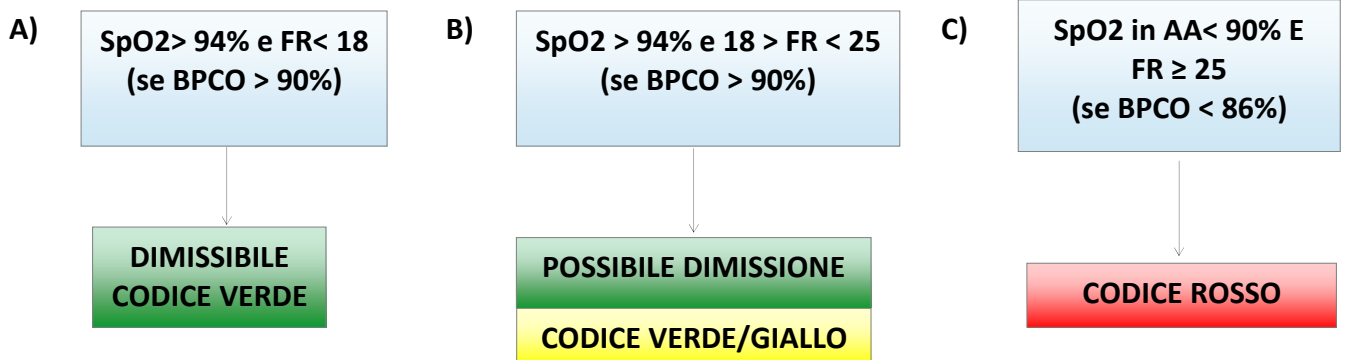 A)
SpO2> 94% e FR< 18
(se BPCO > 90%)
DIMISSIBILE
CODICE VERDE
B)
SpO2 > 94% e 18 > FR < 25
(se BPCO > 90%)
POSSIBILE DIMISSIONE
CODICE VERDE/GIALLO
C)
SpO2 in AA< 90% E
FR ≥ 25
(se BPCO < 86%)
CODICE ROSSO